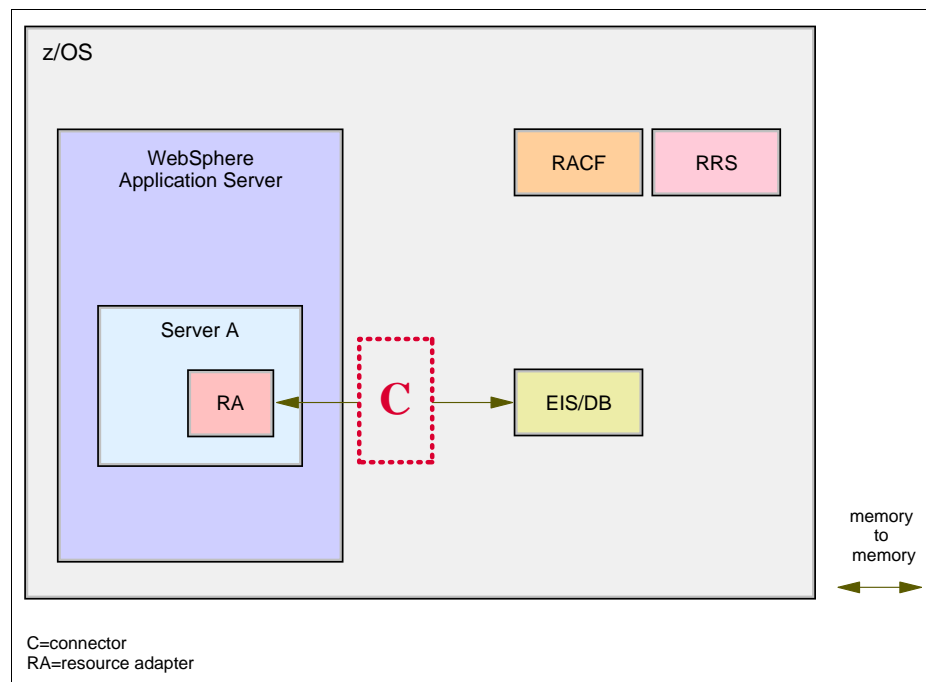 z/OS
WebSphere
Application Server
RACF
RRS
Server A
RA
C
EIS/DB
memory
to
memory
C=connector
RA=resource adapter